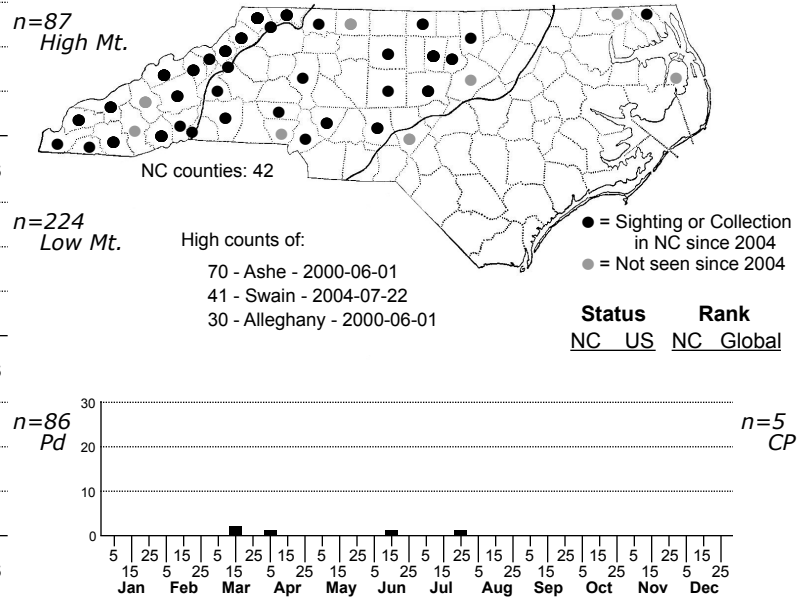 n=87
High Mt.
NC counties: 42
n=224
Low Mt.
High counts of:
70 - Ashe - 2000-06-01
41 - Swain - 2004-07-22
30 - Alleghany - 2000-06-01
= Sighting or Collection
in NC since 2004
= Not seen since 2004
Status Rank
NC US NC Global
n=86
Pd
n=5
CP
30
20
10
0
5 25 15 5 25 15 5 25 15 5 25 15 5 25 15 5 25 15
15 5 25 15 5 25 15 5 25 15 5 25 15 5 25 15 5 25
Jan Feb Mar Apr May Jun Jul Aug Sep Oct Nov Dec